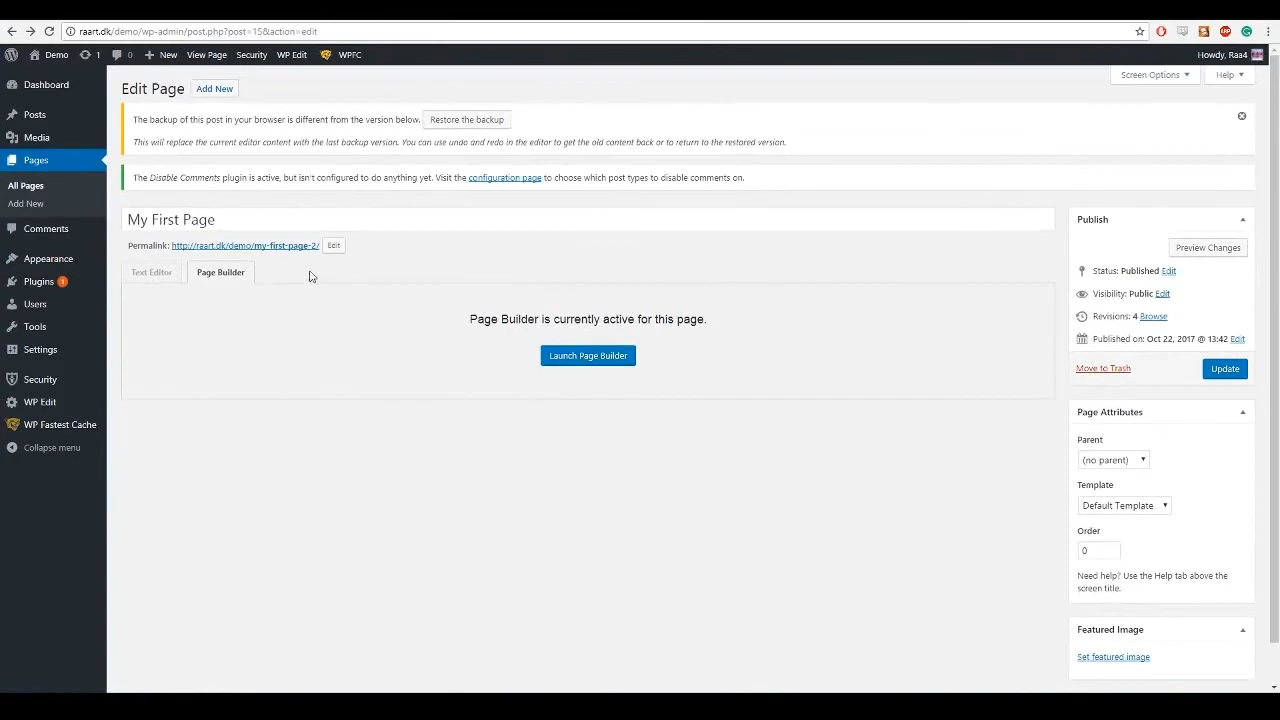 raart.dk/demo/wp-admin/post.php?post=15&action=edit
Demo 1 0 New View Page Security WP Edit WPFC Howdy, Raa4
Screen Options Help
Dashboard
Posts
Media
Pages
All Pages
Add New
Comments
Appearance
Plugins 1
Users
Tools
Settings
Security
WP Edit
WP Fastest Cache
Collapse menu
Edit Page Add New
The backup of this post in your browser is different from the version below. Restore the backup
This will replace the current editor content with the last backup version. You can use undo and redo in the editor to get the old content back or to return to the restored version.
The Disable Comments plugin is active, but isn't configured to do anything yet. Visit the configuration page to choose which post types to disable comments on.
My First Page
Permalink: http://raart.dk/demo/my-first-page-2/ Edit
Text Editor Page Builder
Page Builder is currently active for this page.
Launch Page Builder
Publish
Preview Changes
Status: Published Edit
Visibility: Public Edit
Revisions: 4 Browse
Published on: Oct 22, 2017 @ 13:42 Edit
Move to Trash Update
Page Attributes
Parent
(no parent)
Template
Default Template
Order
0
Need help? Use the Help tab above the
screen title.
Featured Image
Set featured image